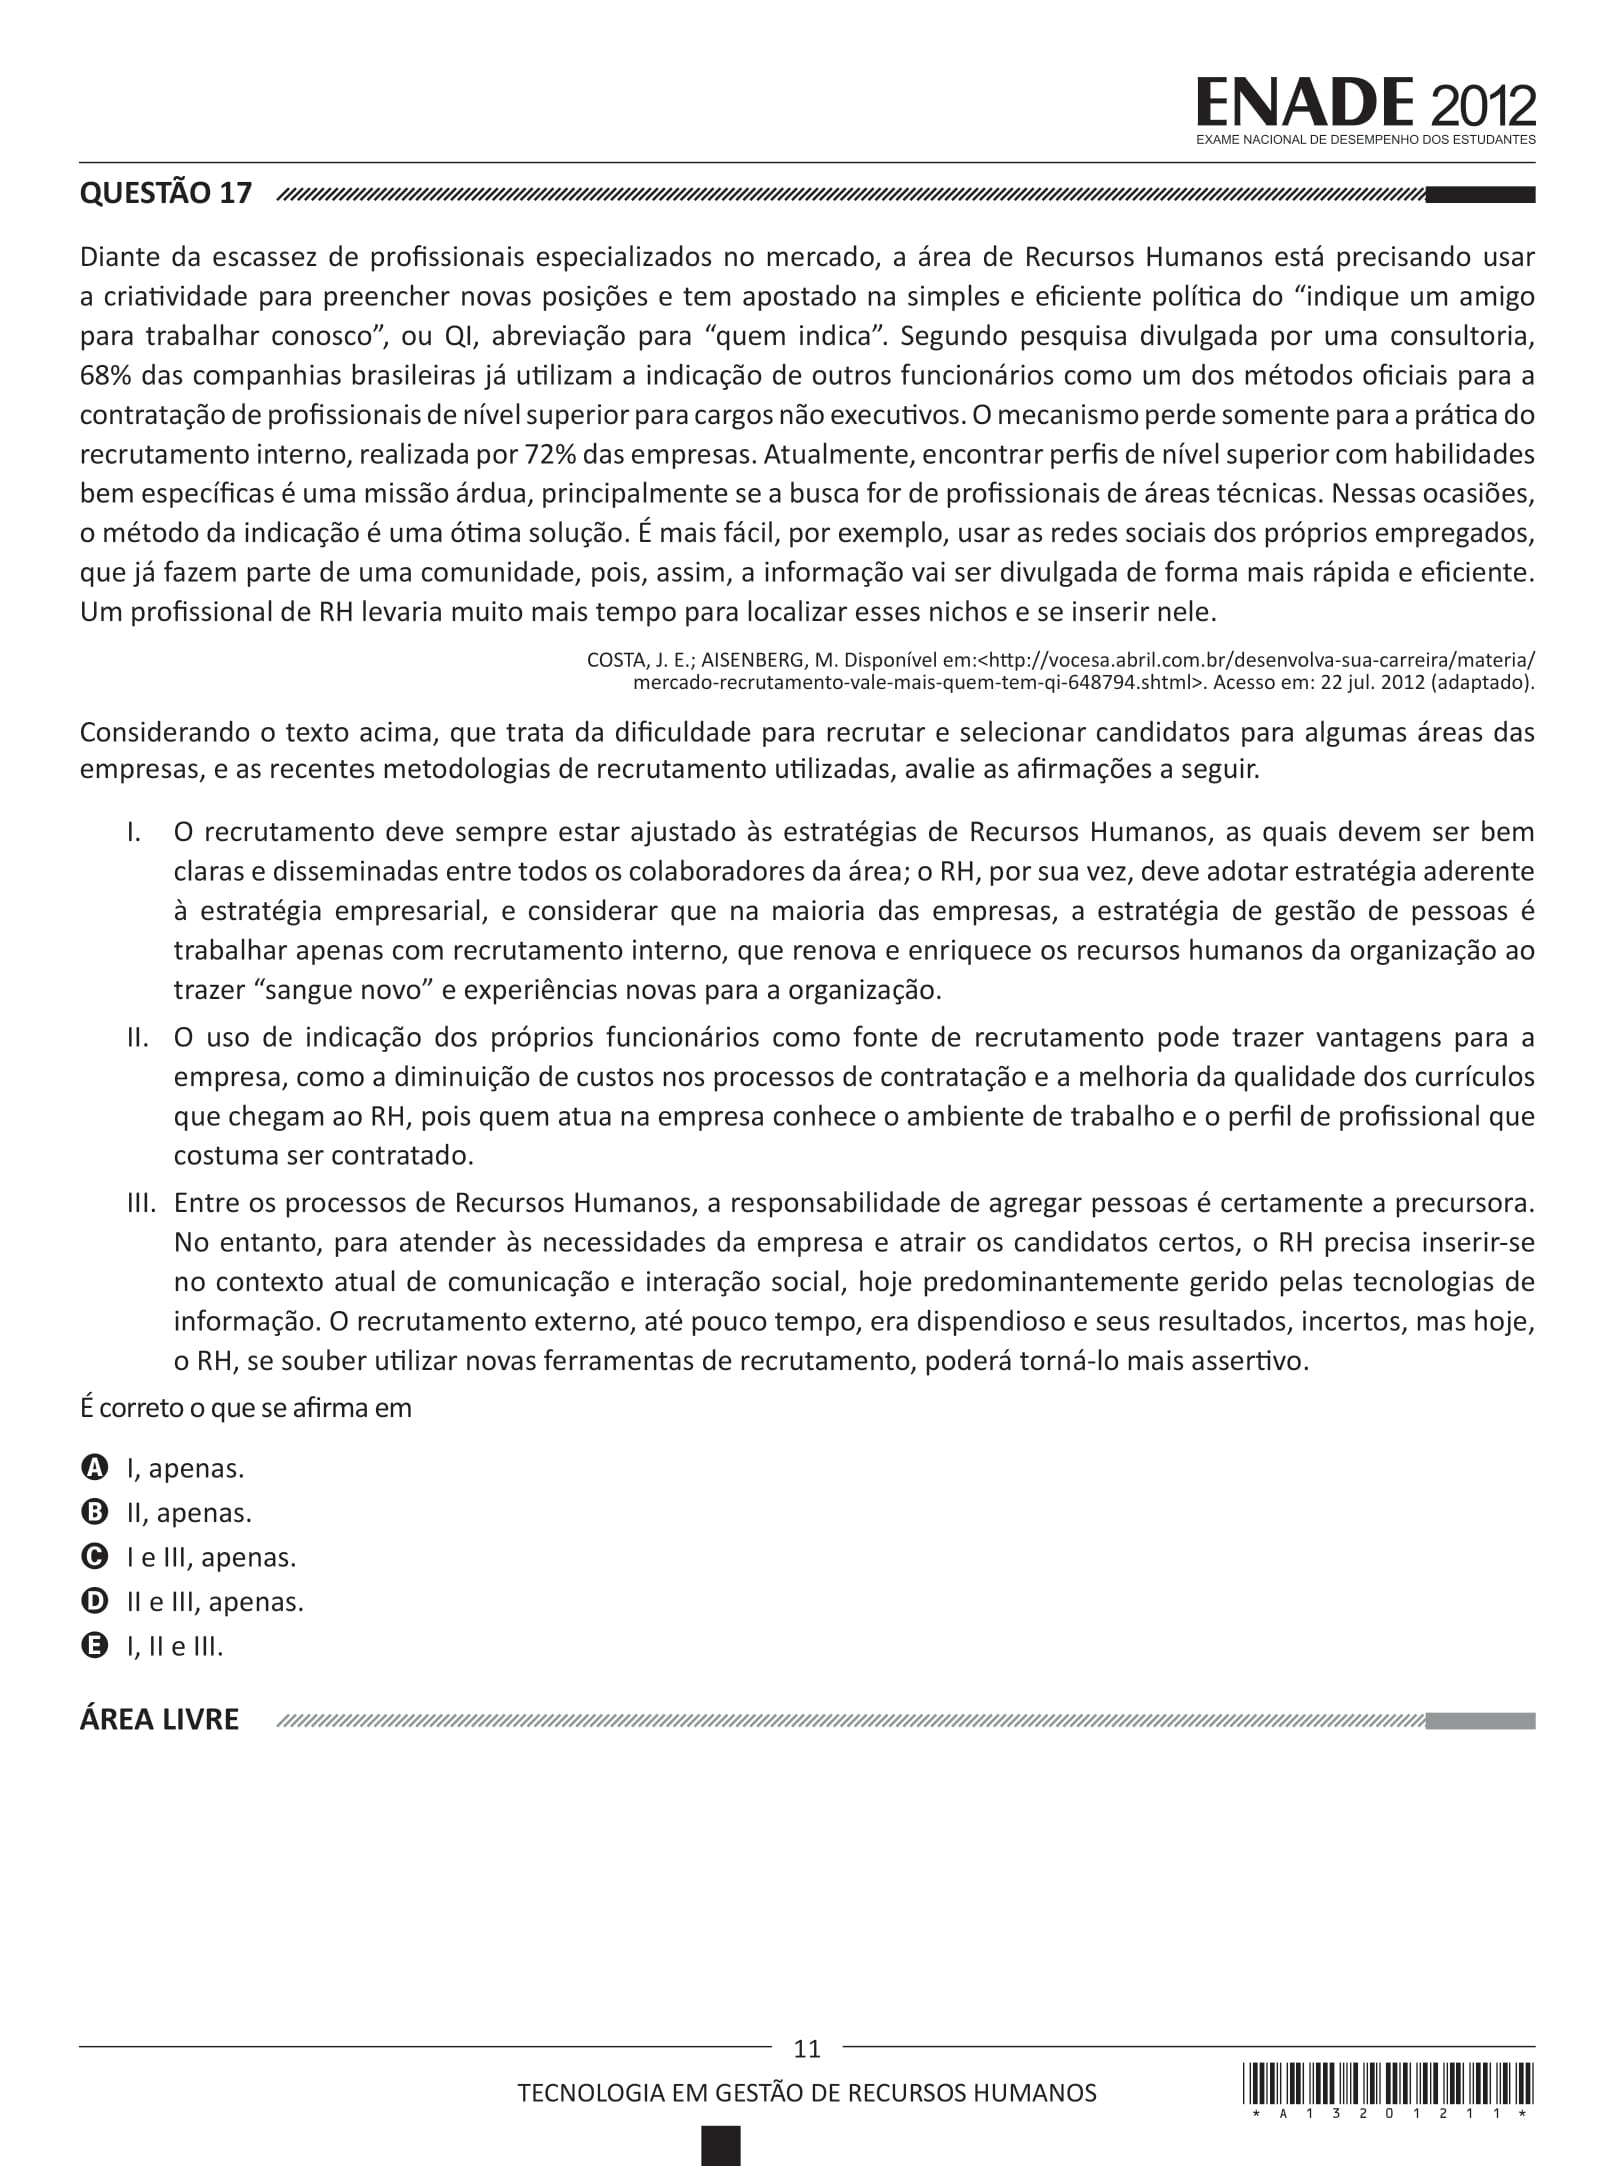 ENADE 2012
EXAME NACIONAL DE DESEMPENHO DOS ESTUDANTES
QUESTÃO 17
Diante da escassez de profissionais especializados no mercado, a área de Recursos Humanos está precisando usar
a criatividade para preencher novas posições e tem apostado na simples e eficiente política do “indique um amigo
para trabalhar conosco”, ou QI, abreviação para “quem indica”. Segundo pesquisa divulgada por uma consultoria,
68% das companhias brasileiras já utilizam a indicação de outros funcionários como um dos métodos oficiais para a
contratação de profissionais de nível superior para cargos não executivos. O mecanismo perde somente para a prática do
recrutamento interno, realizada por 72% das empresas. Atualmente, encontrar perfis de nível superior com habilidades
bem específicas é uma missão árdua, principalmente se a busca for de profissionais de áreas técnicas. Nessas ocasiões,
o método da indicação é uma ótima solução. É mais fácil, por exemplo, usar as redes sociais dos próprios empregados,
que já fazem parte de uma comunidade, pois, assim, a informação vai ser divulgada de forma mais rápida e eficiente.
Um profissional de RH levaria muito mais tempo para localizar esses nichos e se inserir nele.
COSTA, J. E.; AISENBERG, M. Disponível em:<http://vocesa.abril.com.br/desenvolva-sua-carreira/materia/
mercado-recrutamento-vale-mais-quem-tem-qi-648794.shtml>. Acesso em: 22 jul. 2012 (adaptado).
Considerando o texto acima, que trata da dificuldade para recrutar e selecionar candidatos para algumas áreas das
empresas, e as recentes metodologias de recrutamento utilizadas, avalie as afirmações a seguir.
I. O recrutamento deve sempre estar ajustado às estratégias de Recursos Humanos, as quais devem ser bem
claras e disseminadas entre todos os colaboradores da área; o RH, por sua vez, deve adotar estratégia aderente
à estratégia empresarial, e considerar que na maioria das empresas, a estratégia de gestão de pessoas é
trabalhar apenas com recrutamento interno, que renova e enriquece os recursos humanos da organização ao
trazer “sangue novo” e experiências novas para a organização.
II. O uso de indicação dos próprios funcionários como fonte de recrutamento pode trazer vantagens para a
empresa, como a diminuição de custos nos processos de contratação e a melhoria da qualidade dos currículos
que chegam ao RH, pois quem atua na empresa conhece o ambiente de trabalho e o perfil de profissional que
costuma ser contratado.
III. Entre os processos de Recursos Humanos, a responsabilidade de agregar pessoas é certamente a precursora.
No entanto, para atender às necessidades da empresa e atrair os candidatos certos, o RH precisa inserir-se
no contexto atual de comunicação e interação social, hoje predominantemente gerido pelas tecnologias de
informação. O recrutamento externo, até pouco tempo, era dispendioso e seus resultados, incertos, mas hoje,
o RH, se souber utilizar novas ferramentas de recrutamento, poderá torná-lo mais assertivo.
É correto o que se afirma em
A I, apenas.
B II, apenas.
C I e III, apenas.
D II e III, apenas.
E I, II e III.
ÁREA LIVRE
11
TECNOLOGIA EM GESTÃO DE RECURSOS HUMANOS
* A 1 3 2 0 1 2 1 1 *